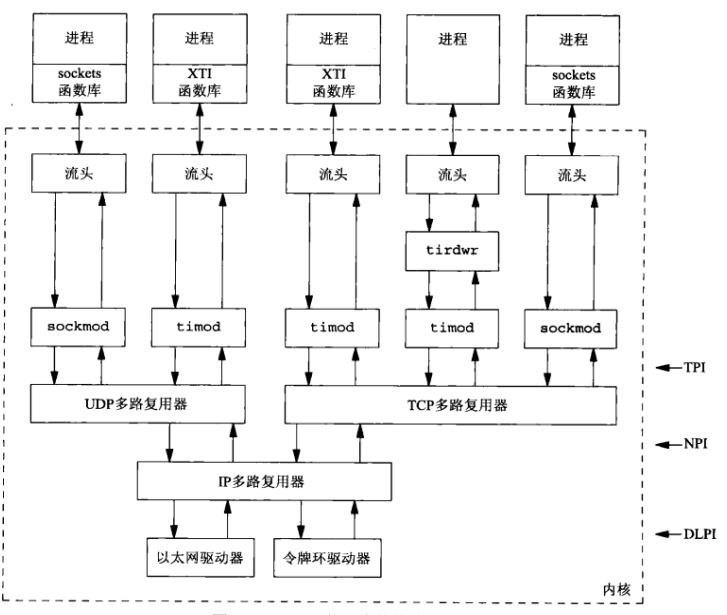 进程
进程
进程
进程
进程
sockets
函数库
XTI
函数库
XTI
函数库
sockets
函数库
流头
流头
流头
流头
流头
tirdwr
sockmod
timod
timod
timod
sockmod
TPI
UDP多路复用器
TCP多路复用器
NPI
IP多路复用器
DLPI
以太网驱动器
令牌环驱动器
内核